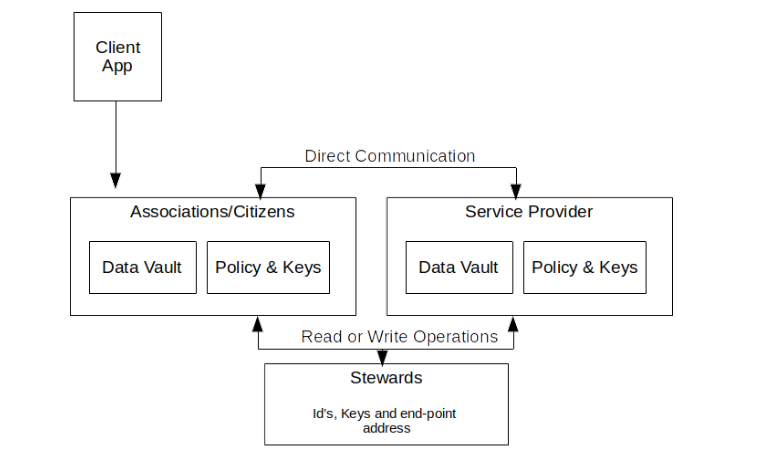 Client
App
Direct Communication
Associations/Citizens
Service Provider
Data Vault
Policy & Keys
Data Vault
Policy & Keys
Read or Write Operations
Stewards
Id's, Keys and end-point
address